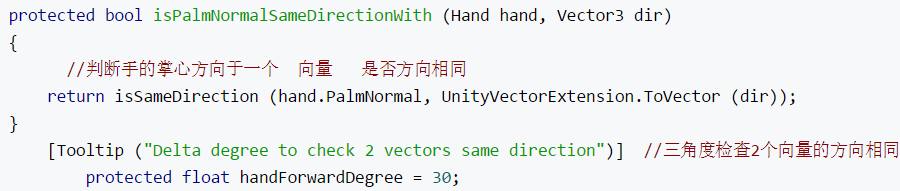 protected bool isPalmNormalSameDirectionWith (Hand hand, Vector3 dir)
{
//判断手的掌心方向于一个 向量 是否方向相同
return isSameDirection (hand.PalmNormal, UnityVectorExtension.ToVector (dir));
}
[Tooltip ("Delta degree to check 2 vectors same direction")] //三角度检查2个向量的方向相同
protected float handForwardDegree = 30;